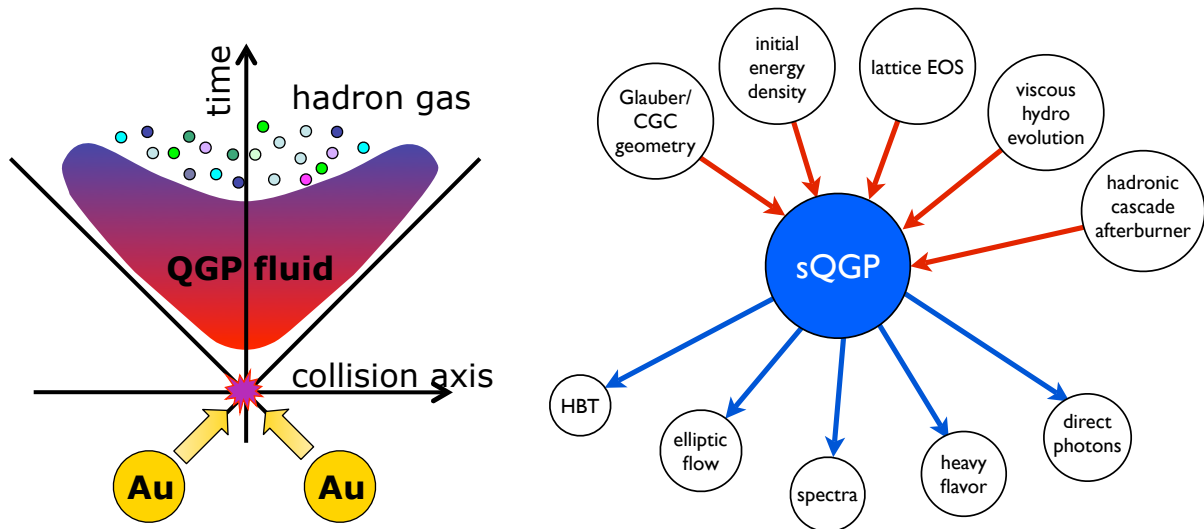 time
hadron gas
QGP fluid
collision axis
Au
Au
Glauber/
CGC
geometry
initial
energy
density
lattice EOS
viscous
hydro
evolution
hadronic
cascade
afterburner
sQGP
HBT
elliptic
flow
spectra
heavy
flavor
direct
photons